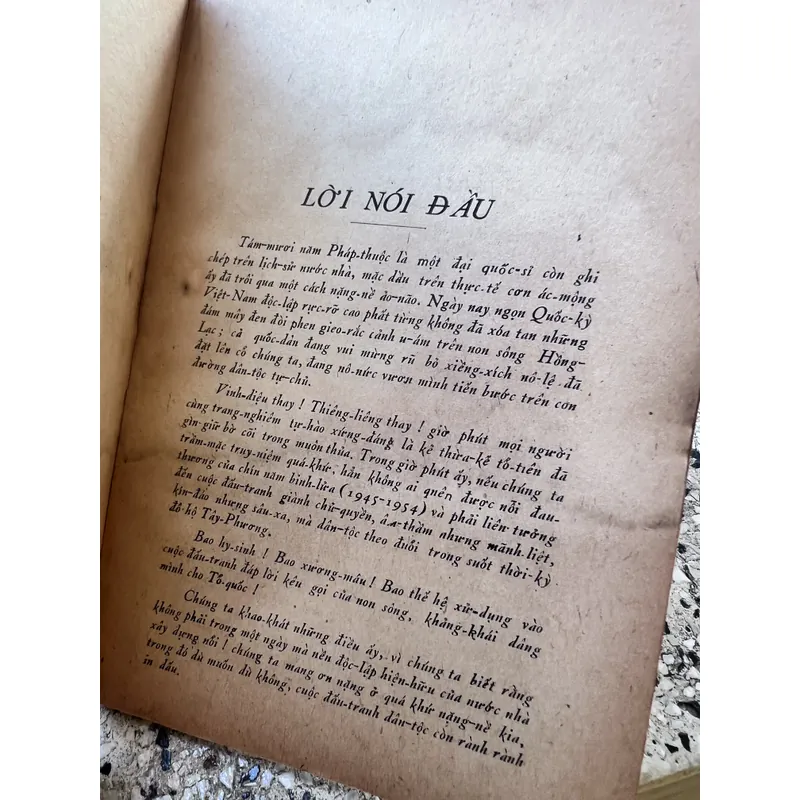 LỜI NÓI ĐẦU
Tám-mươi năm Pháp-thuộc là một đại quốc-sỉ còn ghi
chép trên lịch-sử nước nhà, mặc dầu trên thực-tế cơn ác-mộng
ấy đã trôi qua một cách nặng-nề ảo-não. Ngày nay ngọn Quốc-kỳ
Việt-Nam độc-lập rực-rỡ cao phất từng không đã xóa tan những
đám mây đen đòi phen gieo-rắc cảnh u-ám trên non sông Hồng-
Lạc; cả quốc-dân đang vui mừng rũ bỏ xiềng-xích nô-lệ đã
đặt lên cổ chúng ta, đang nô-nức vươn mình tiến bước trên con
đường dân-tộc tự-chủ.
Vinh-diệu thay ! Thiêng-liêng thay ! giờ phút mọi người
cùng trang-nghiêm tự-hào xứng-đáng là kẻ thừa-kế tổ-tiên đã
gìn-giữ bờ cõi trong muôn thủa. Trong giờ phút ấy, nếu chúng ta
trầm-mặc truy-niệm quá-khứ, hẳn không ai quên được nỗi đau-
thương của chín năm binh-lửa (1945-1954) và phải liên-tưởng
đến cuộc đấu-tranh giành chủ-quyền, âm-thầm nhưng mãnh-liệt,
kín-đáo nhưng sâu-xa, mà dân-tộc theo đuổi trong suốt thời-kỳ
đô-hộ Tây-Phương.
Bao hy-sinh ! Bao xương-máu ! Bao thế hệ xử-dụng vào
cuộc đấu-tranh đáp lời kêu gọi của non sông, khảng-khái dâng
mình cho Tổ-quốc !
Chúng ta khao-khát những điều ấy, vì chúng ta biết rằng
không phải trong một ngày mà nền độc-lập hiện-hữu của nước nhà
xây dựng nổi ! chúng ta mang ơn nặng ở quá khứ nặng-nề kia,
trong đó dù muốn dù không, cuộc đấu-tranh dân-tộc còn rành rành
in dấu.